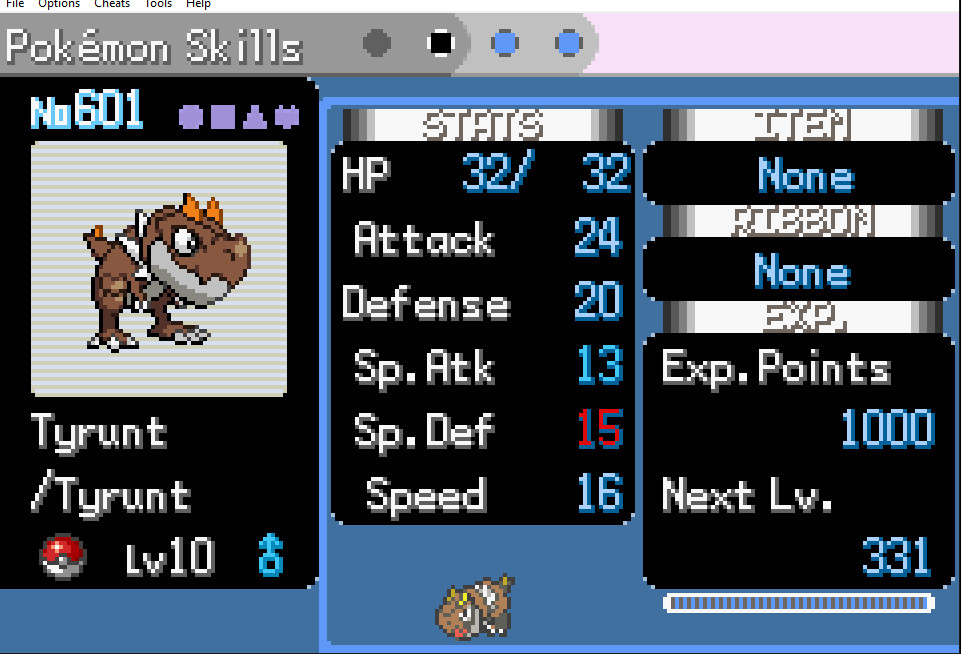 File Options Cheats Tools Help
Pokémon Skills
No601
STATS
HP 32/ 32
Attack 24
Defense 20
Sp.Atk 13
Sp.Def 15
Speed 16
ITEM
None
RIBBON
None
EXP.
Exp.Points
1000
Next Lv.
331
Tyrunt
/Tyrunt
Lv10 ♂